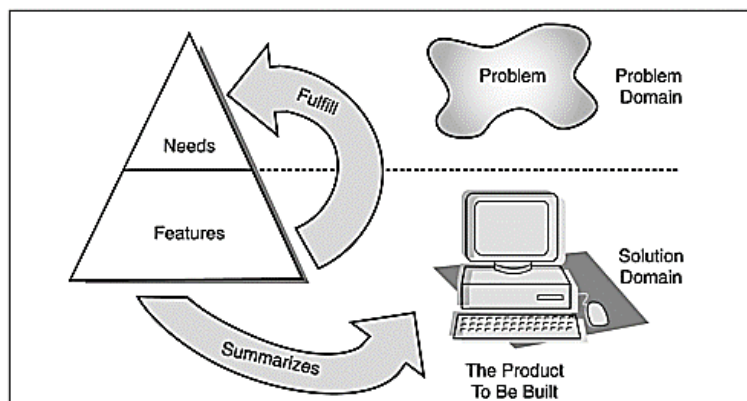 Fulfill
Problem
Problem
Domain
Needs
Features
Solution
Domain
Summarizes
The Product
To Be Built